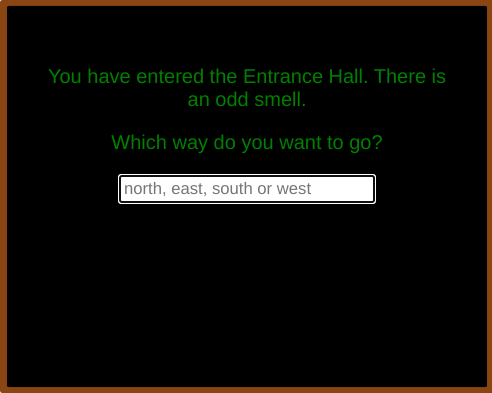 You have entered the Entrance Hall. There is
an odd smell.
Which way do you want to go?
north, east, south or west